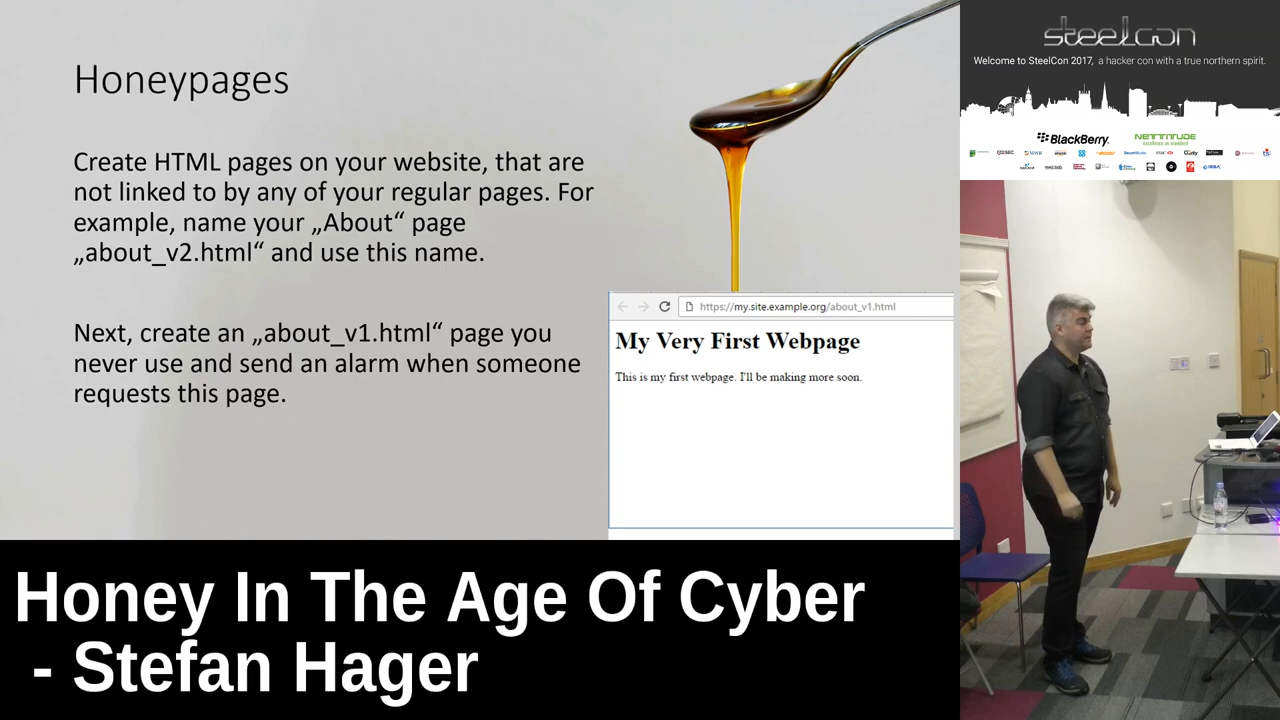 Honeypages
Create HTML pages on your website, that are
not linked to by any of your regular pages. For
example, name your „About“ page
„about_v2.html“ and use this name.
Next, create an „about_v1.html“ page you
never use and send an alarm when someone
requests this page.
https://my.site.example.org/about_v1.html
My Very First Webpage
This is my first webpage. I'll be making more soon.
steelcon
Welcome to SteelCon 2017, a hacker con with a true northern spirit.
BlackBerry
NETTITUDE
Honey In The Age Of Cyber
- Stefan Hager